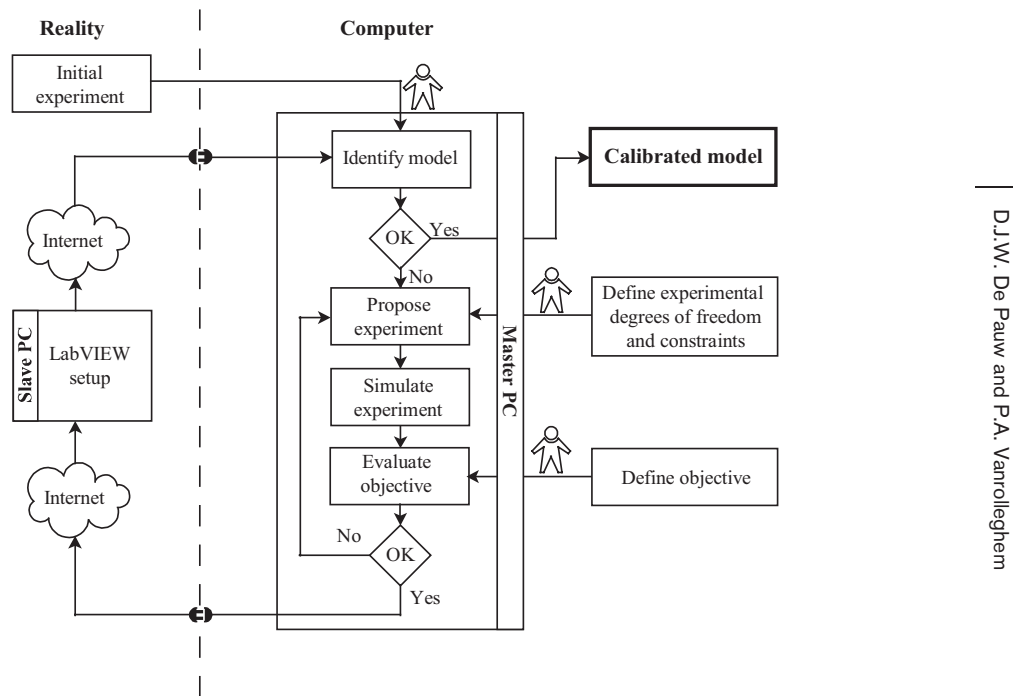 Reality
Computer
Initial
experiment
Identify model
Calibrated model
Internet
OK
Yes
No
Propose
experiment
Define experimental
degrees of freedom
and constraints
Slave PC
LabVIEW
setup
Master PC
Simulate
experiment
Internet
Evaluate
objective
Define objective
No
OK
Yes
D.J.W. De Pauw and P.A. Vanrolleghem